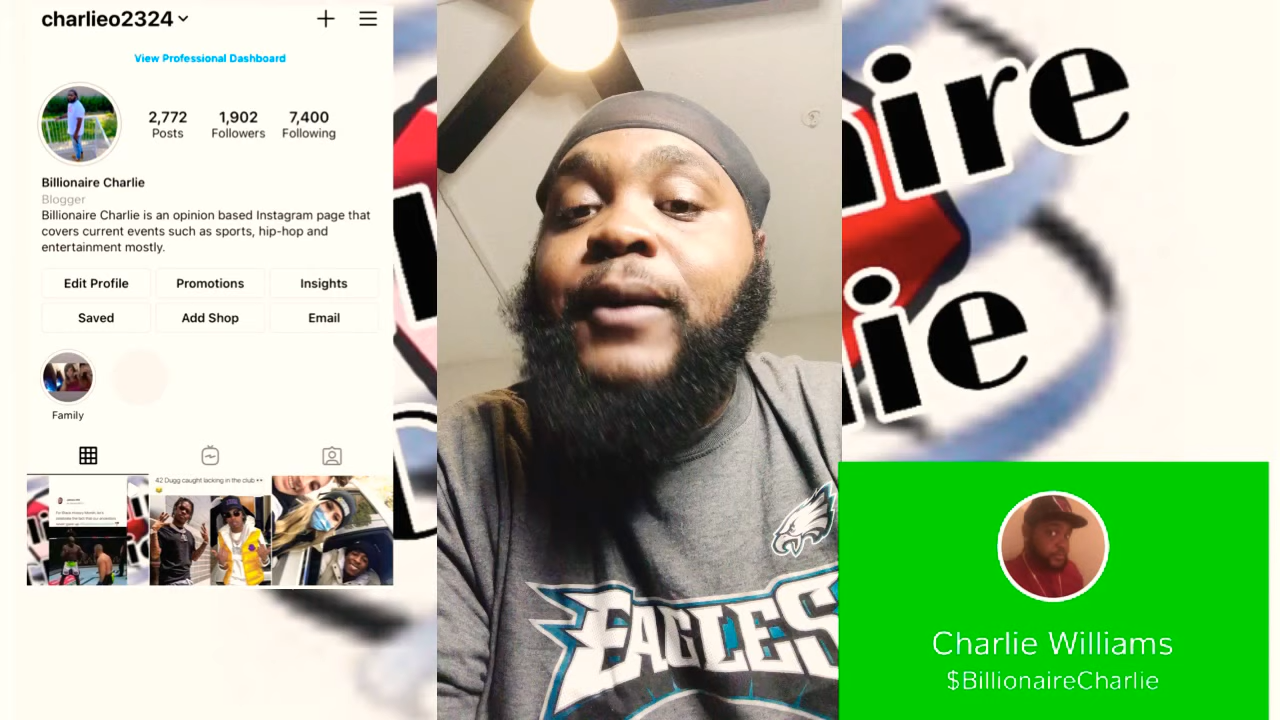 charlieo2324
View Professional Dashboard
2,772
1,902
7,400
Posts
Followers
Following
Billionaire Charlie
Blogger
Billionaire Charlie is an opinion based Instagram page that
covers current events such as sports, hip-hop and
entertainment mostly.
Edit Profile
Promotions
Insights
Saved
Add Shop
Email
Family
42 Dugg caught lacking in the club
EAGLES
aire
lie
Charlie Williams
$BillionaireCharlie